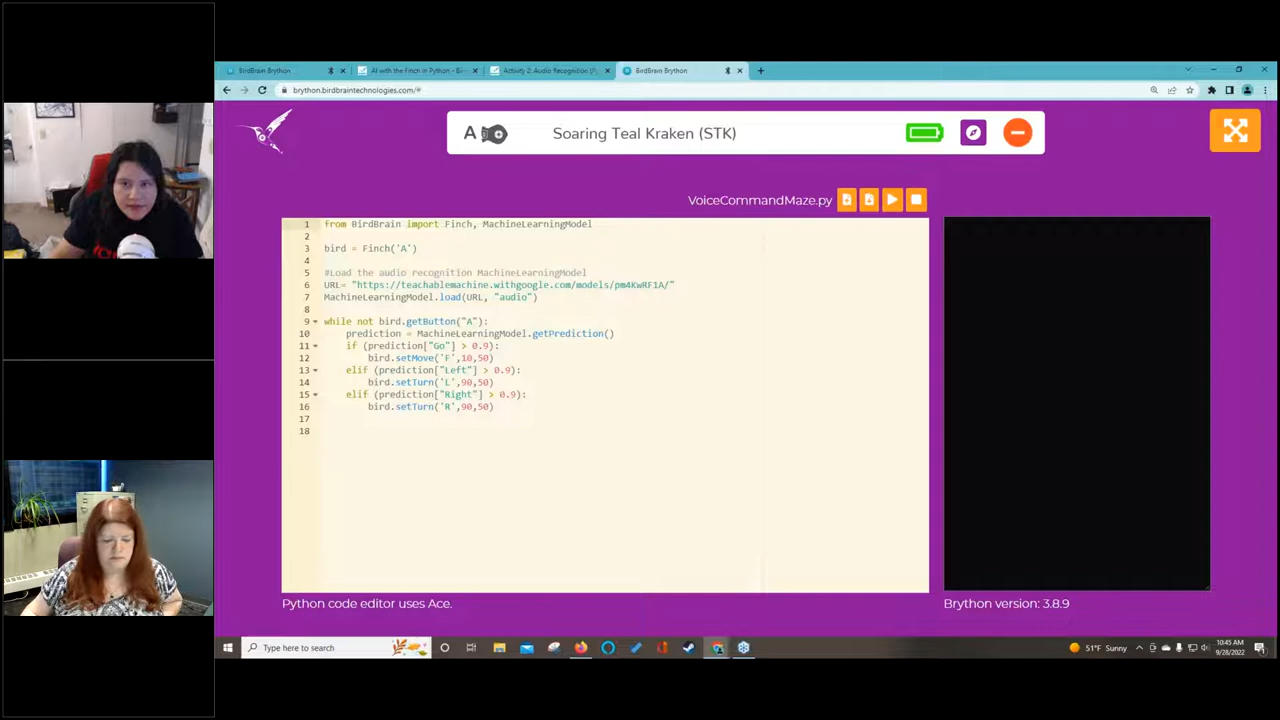 BirdBrain Brython
AI with the Finch in Python - Bi
Activity 2: Audio Recognition (P
BirdBrain Brython
brython.birdbraintechnologies.com/#
A
Soaring Teal Kraken (STK)
VoiceCommandMaze.py
1 from BirdBrain import Finch, MachineLearningModel
2
3 bird = Finch('A')
4
5 #Load the audio recognition MachineLearningModel
6 URL= "https://teachablemachine.withgoogle.com/models/pm4KwRF1A/"
7 MachineLearningModel.load(URL, "audio")
8
9 while not bird.getButton("A"):
10 prediction = MachineLearningModel.getPrediction()
11 if (prediction["Go"] > 0.9):
12 bird.setMove('F',10,50)
13 elif (prediction["Left"] > 0.9):
14 bird.setTurn('L',90,50)
15 elif (prediction["Right"] > 0.9):
16 bird.setTurn('R',90,50)
17
18
Python code editor uses Ace.
Brython version: 3.8.9
Type here to search
51°F Sunny
10:45 AM
9/28/2022